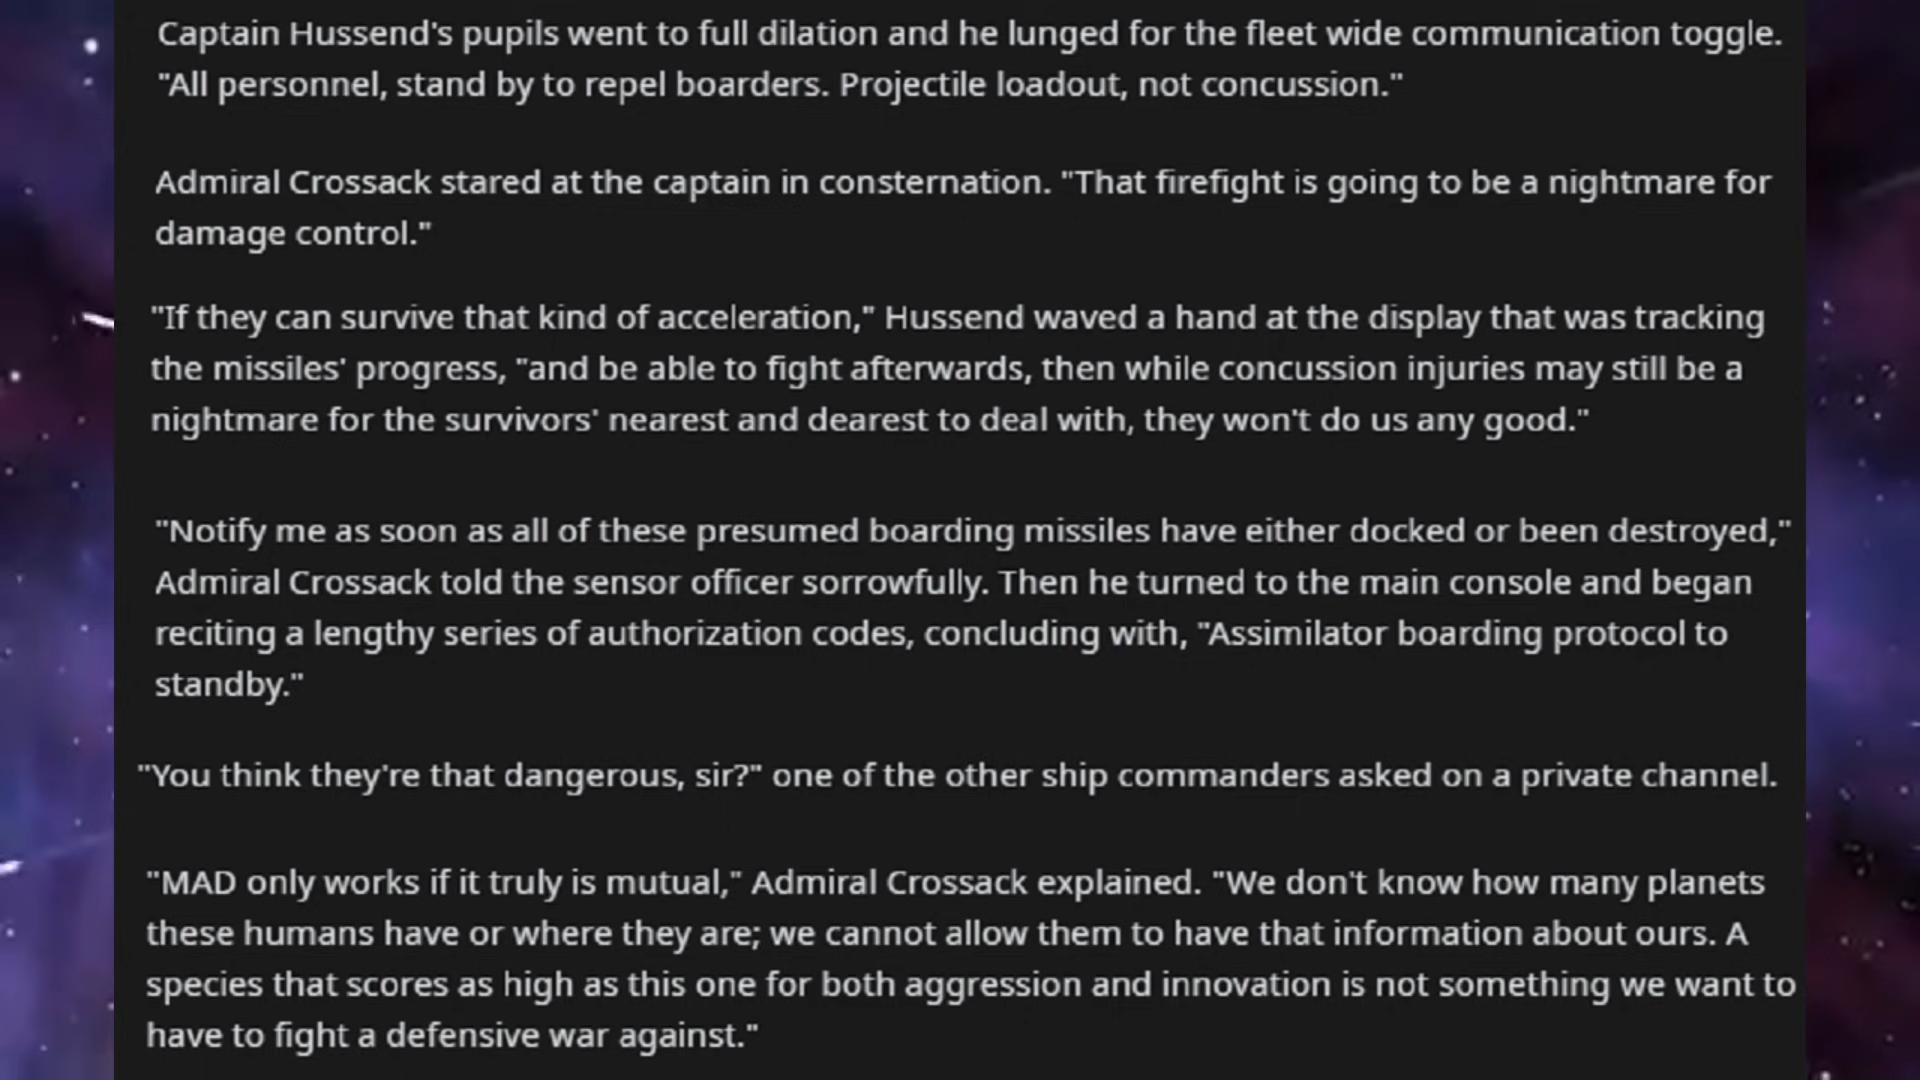 Captain Hussend's pupils went to full dilation and he lunged for the fleet wide communication toggle.
"All personnel, stand by to repel boarders. Projectile loadout, not concussion."
Admiral Crossack stared at the captain in consternation. "That firefight is going to be a nightmare for
damage control."
"If they can survive that kind of acceleration," Hussend waved a hand at the display that was tracking
the missiles' progress, "and be able to fight afterwards, then while concussion injuries may still be a
nightmare for the survivors' nearest and dearest to deal with, they won't do us any good."
"Notify me as soon as all of these presumed boarding missiles have either docked or been destroyed,"
Admiral Crossack told the sensor officer sorrowfully. Then he turned to the main console and began
reciting a lengthy series of authorization codes, concluding with, "Assimilator boarding protocol to
standby."
"You think they're that dangerous, sir?" one of the other ship commanders asked on a private channel.
"MAD only works if it truly is mutual," Admiral Crossack explained. "We don't know how many planets
these humans have or where they are; we cannot allow them to have that information about ours. A
species that scores as high as this one for both aggression and innovation is not something we want to
have to fight a defensive war against."